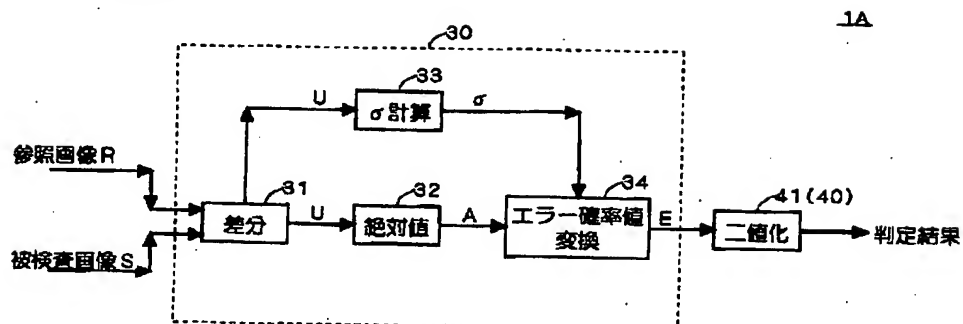 1A
30
33
U
σ計算
σ
参照画像R
31
32
34
41(40)
差分
U
絶対値
A
エラー確率値
変換
E
二値化
判定結果
被検査画像S